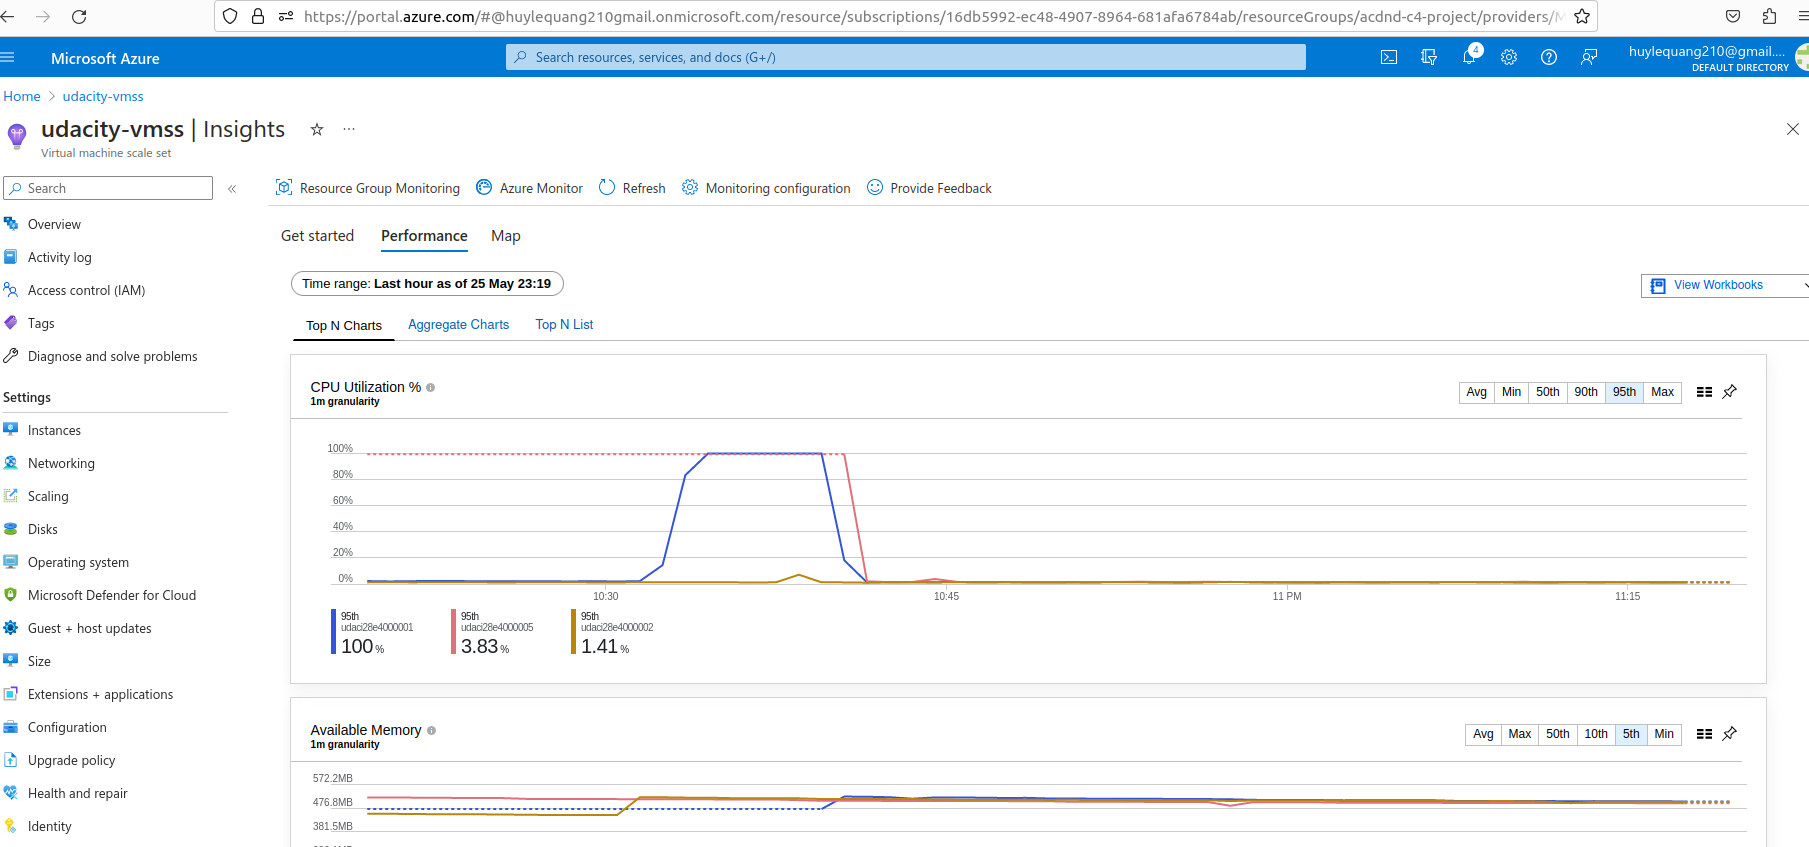 https://portal.azure.com/#@huylequang210gmail.onmicrosoft.com/resource/subscriptions/16db5992-ec48-4907-8964-681afa6784ab/resourceGroups/acdnd-c4-project/providers/M
Microsoft Azure
Search resources, services, and docs (G+/)
4
huylequang210@gmail....
DEFAULT DIRECTORY
Home > udacity-vmss
udacity-vmss | Insights
Virtual machine scale set
Search
Overview
Activity log
Access control (IAM)
Tags
Diagnose and solve problems
Settings
Instances
Networking
Scaling
Disks
Operating system
Microsoft Defender for Cloud
Guest + host updates
Size
Extensions + applications
Configuration
Upgrade policy
Health and repair
Identity
Resource Group Monitoring
Azure Monitor
Refresh
Monitoring configuration
Provide Feedback
Get started
Performance
Map
Time range: Last hour as of 25 May 23:19
View Workbooks
Top N Charts
Aggregate Charts
Top N List
CPU Utilization %
1m granularity
Avg Min 50th 90th 95th Max
100%
80%
60%
40%
20%
0%
10:30 10:45 11 PM 11:15
95th
udaci28e4000001
100 %
95th
udaci28e4000005
3.83 %
95th
udaci28e4000002
1.41 %
Available Memory
1m granularity
Avg Max 50th 10th 5th Min
572.2MB
476.8MB
381.5MB